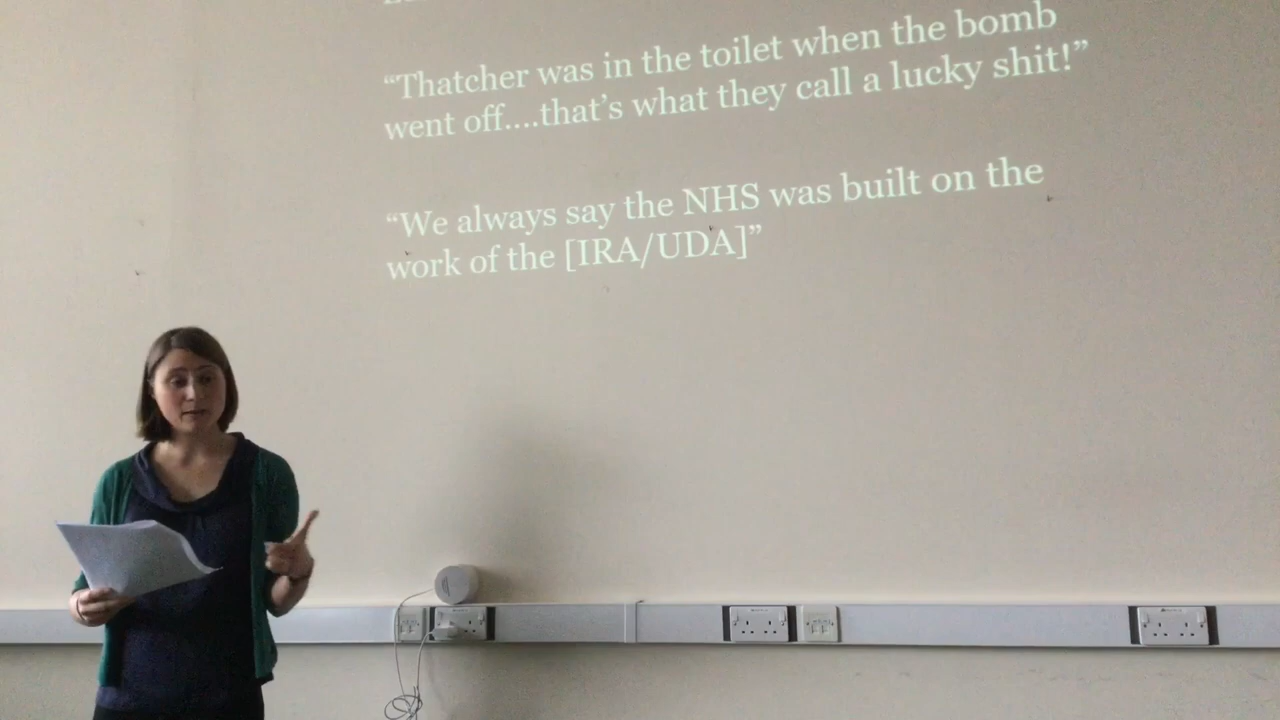 “Thatcher was in the toilet when the bomb
went off....that’s what they call a lucky shit!”
“We always say the NHS was built on the
work of the [IRA/UDA]”